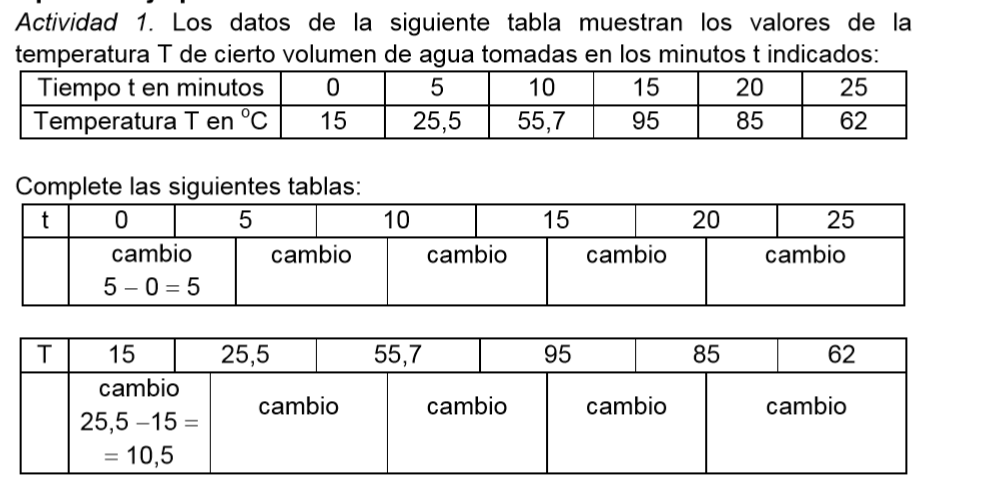 Actividad 1. Los datos de la siguiente tabla muestran los valores de la
temperatura T de cierto volumen de agua tomadas en los minutos t indicados:
Tiempo t en minutos 0 5 10 15 20 25
Temperatura T en ⁰C 15 25,5 55,7 95 85 62
Complete las siguientes tablas:
t 0 5 10 15 20 25
cambio cambio cambio cambio cambio
5 – 0 = 5
T 15 25,5 55,7 95 85 62
cambio
cambio cambio cambio cambio
25,5 –15 =
= 10,5